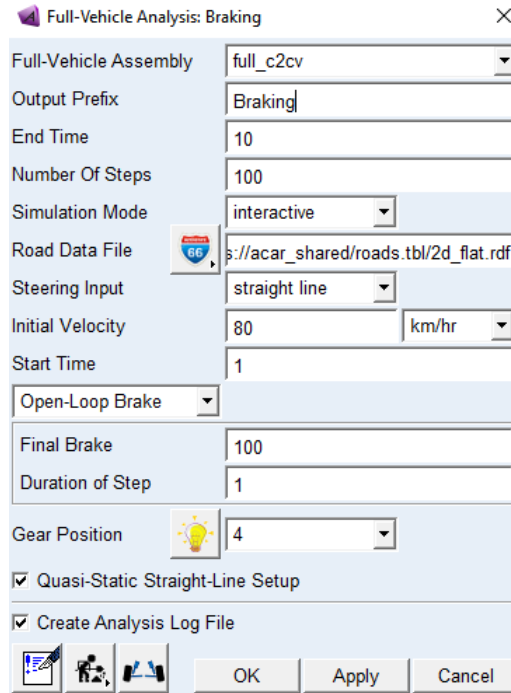 Full-Vehicle Analysis: Braking
Full-Vehicle Assembly full_c2cv
Output Prefix Braking
End Time 10
Number Of Steps 100
Simulation Mode interactive
Road Data File 66 s://acar_shared/roads.tbl/2d_flat.rdf
Steering Input straight line
Initial Velocity 80 km/hr
Start Time 1
Open-Loop Brake
Final Brake 100
Duration of Step 1
Gear Position 4
Quasi-Static Straight-Line Setup
Create Analysis Log File
OK Apply Cancel